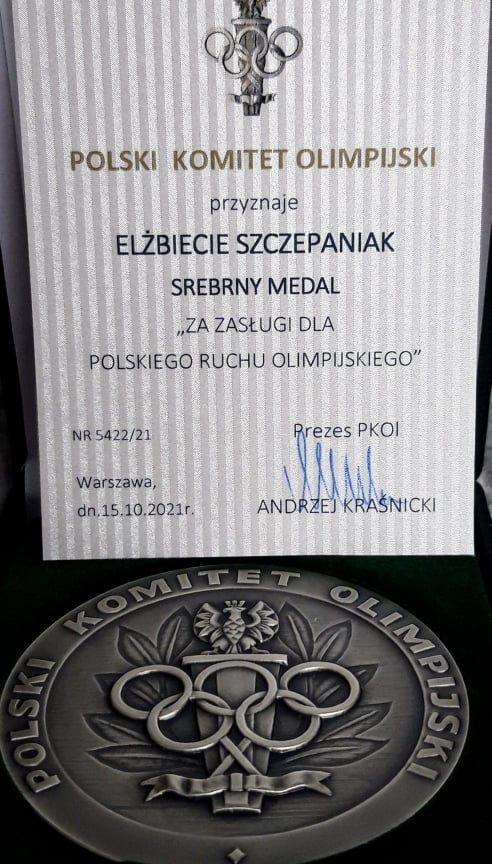 POLSKI KOMITET OLIMPIJSKI
przyznaje
ELŻBIECIE SZCZEPANIAK
SREBRNY MEDAL
„ZA ZASŁUGI DLA
POLSKIEGO RUCHU OLIMPIJSKIEGO”
NR 5422/21
Prezes PKOl
Warszawa,
dn.15.10.2021r.
ANDRZEJ KRAŚNICKI
POLSKI KOMITET OLIMPIJSKI